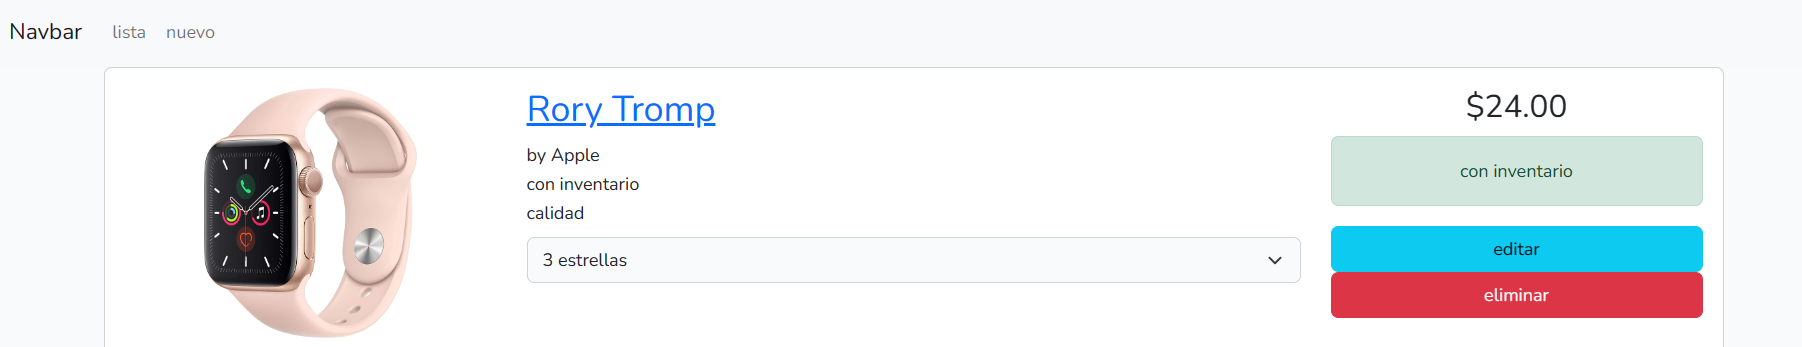 Navbar lista nuevo
Rory Tromp
by Apple
con inventario
calidad
3 estrellas
$24.00
con inventario
editar
eliminar